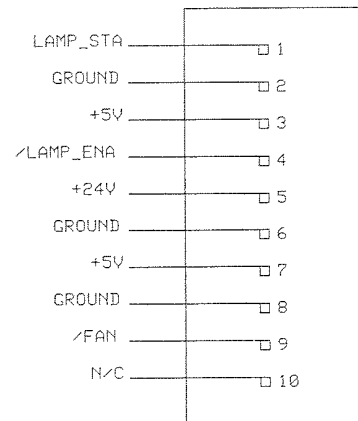 LAMP_STA 1
GROUND 2
+5V 3
/LAMP_ENA 4
+24V 5
GROUND 6
+5V 7
GROUND 8
/FAN 9
N/C 10